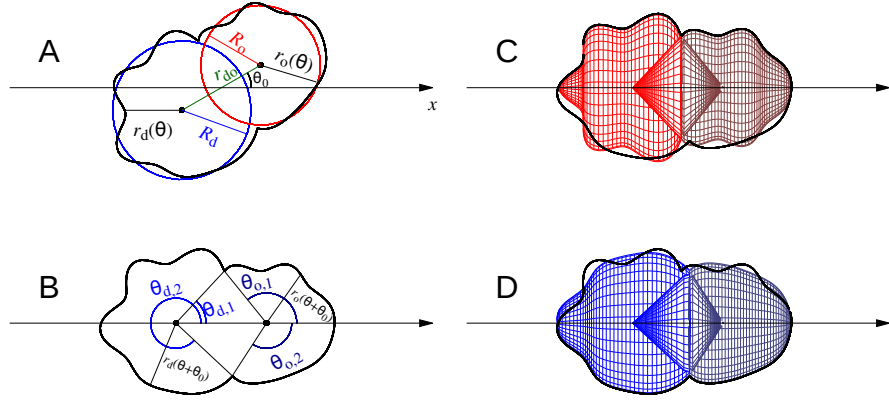 A
R_o
r_o(θ)
r_do
θ_0
x
r_d(θ)
R_d
C
B
θ_d,2
θ_o,1
θ_d,1
r_o(θ+θ_0)
r_d(θ+θ_0)
θ_o,2
D